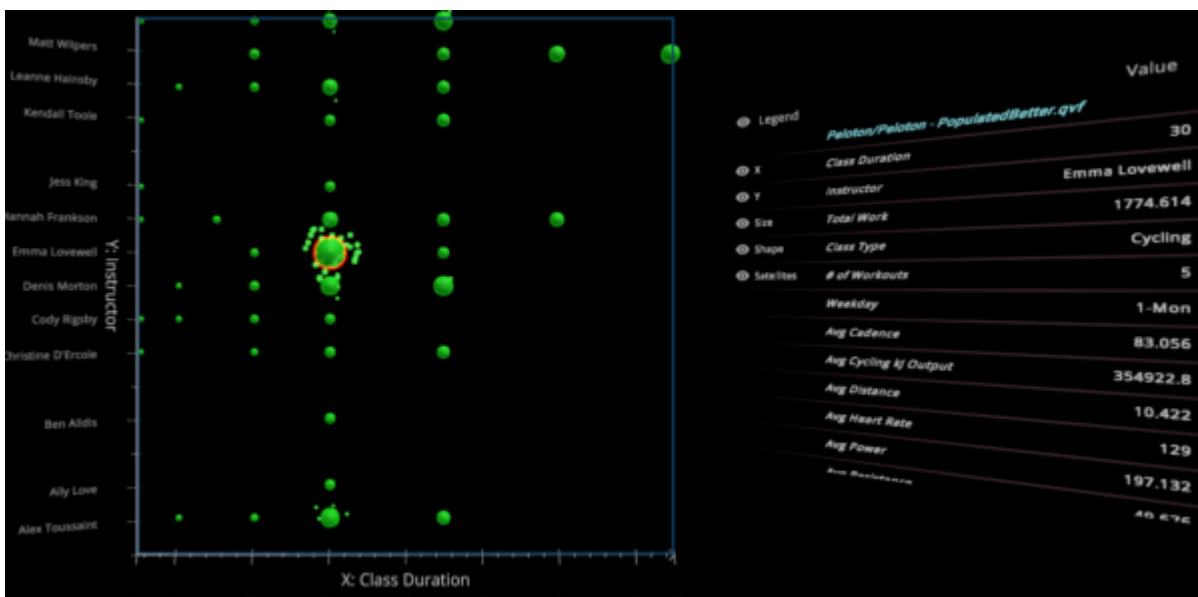 Matt Wilpers
Leanne Hainsby
Kendall Toole
Jess King
Hannah Frankson
Emma Lovewell
Denis Morton
Cody Rigsby
Christine D'Ercole
Ben Alldis
Ally Love
Alex Toussaint
Y: Instructor
X: Class Duration
Value
Legend
Peloton/Peloton - PopulatedBetter.qvf
X Class Duration 30
Y Instructor Emma Lovewell
Size Total Work 1774.614
Shape Class Type Cycling
Satellites # of Workouts 5
Weekday 1-Mon
Avg Cadence 83.056
Avg Cycling kj Output 354922.8
Avg Distance 10.422
Avg Heart Rate 129
Avg Power 197.132